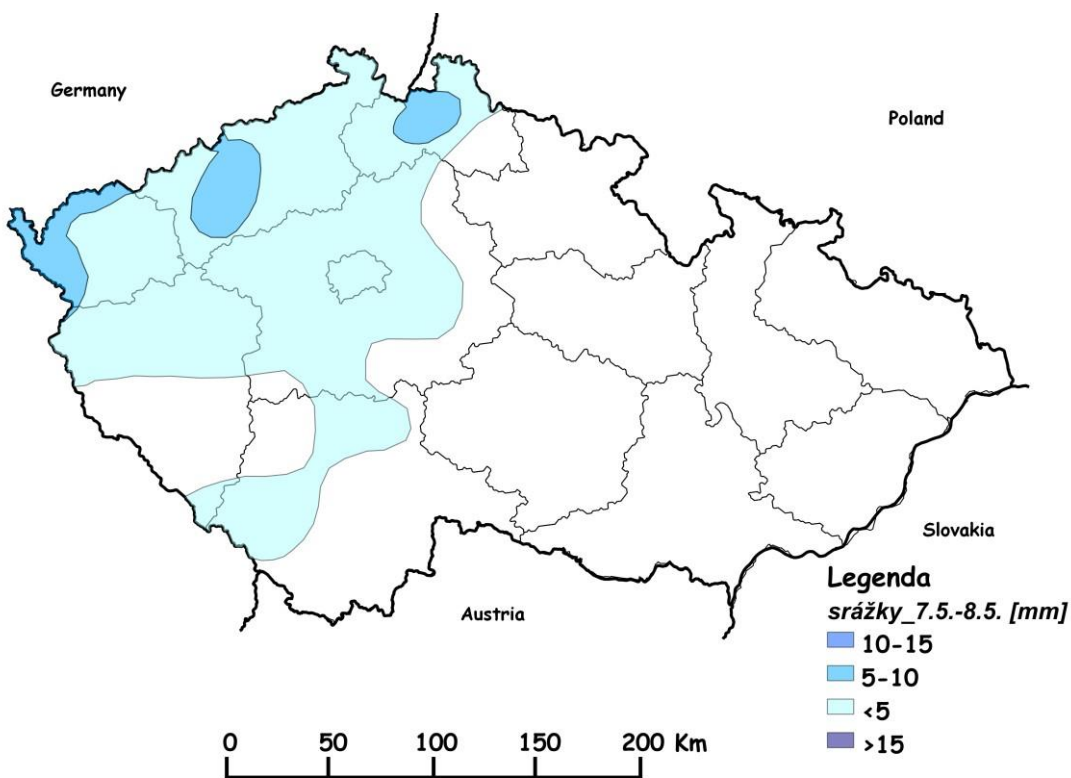 Germany
Poland
Slovakia
Austria
Legenda
srážky_7.5.-8.5. [mm]
10-15
5-10
<5
>15
0 50 100 150 200 Km